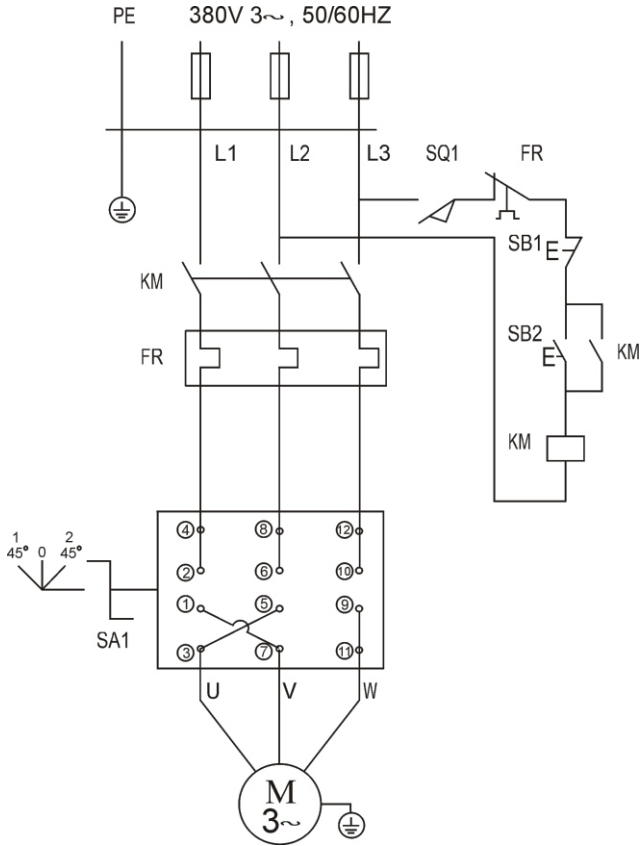 PE 380V 3~ , 50/60HZ
L1 L2 L3 SQ1 FR
SB1 E
KM
SB2 E KM
FR
KM
④ ⑧ ⑫
1 2
45° 0 45°
② ⑥ ⑩
① ⑤ ⑨
SA1
③ ⑦ ⑪
U V W
M
3~